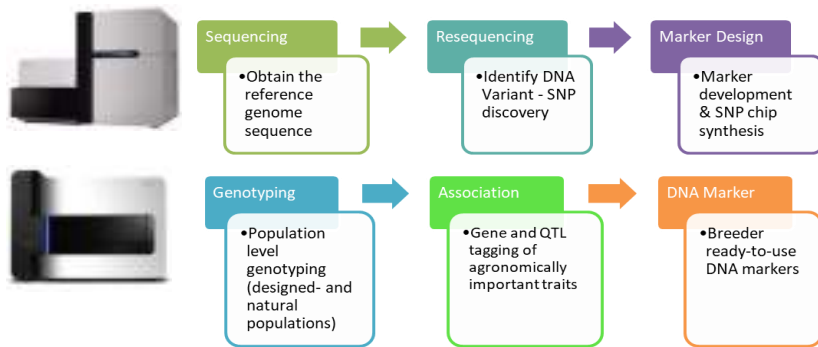 Sequencing
•Obtain the
reference
genome
sequence
Resequencing
•Identify DNA
Variant - SNP
discovery
Marker Design
•Marker
development
& SNP chip
synthesis
Genotyping
•Population
level
genotyping
(designed- and
natural
populations)
Association
•Gene and QTL
tagging of
agronomically
important traits
DNA Marker
•Breeder
ready-to-use
DNA markers